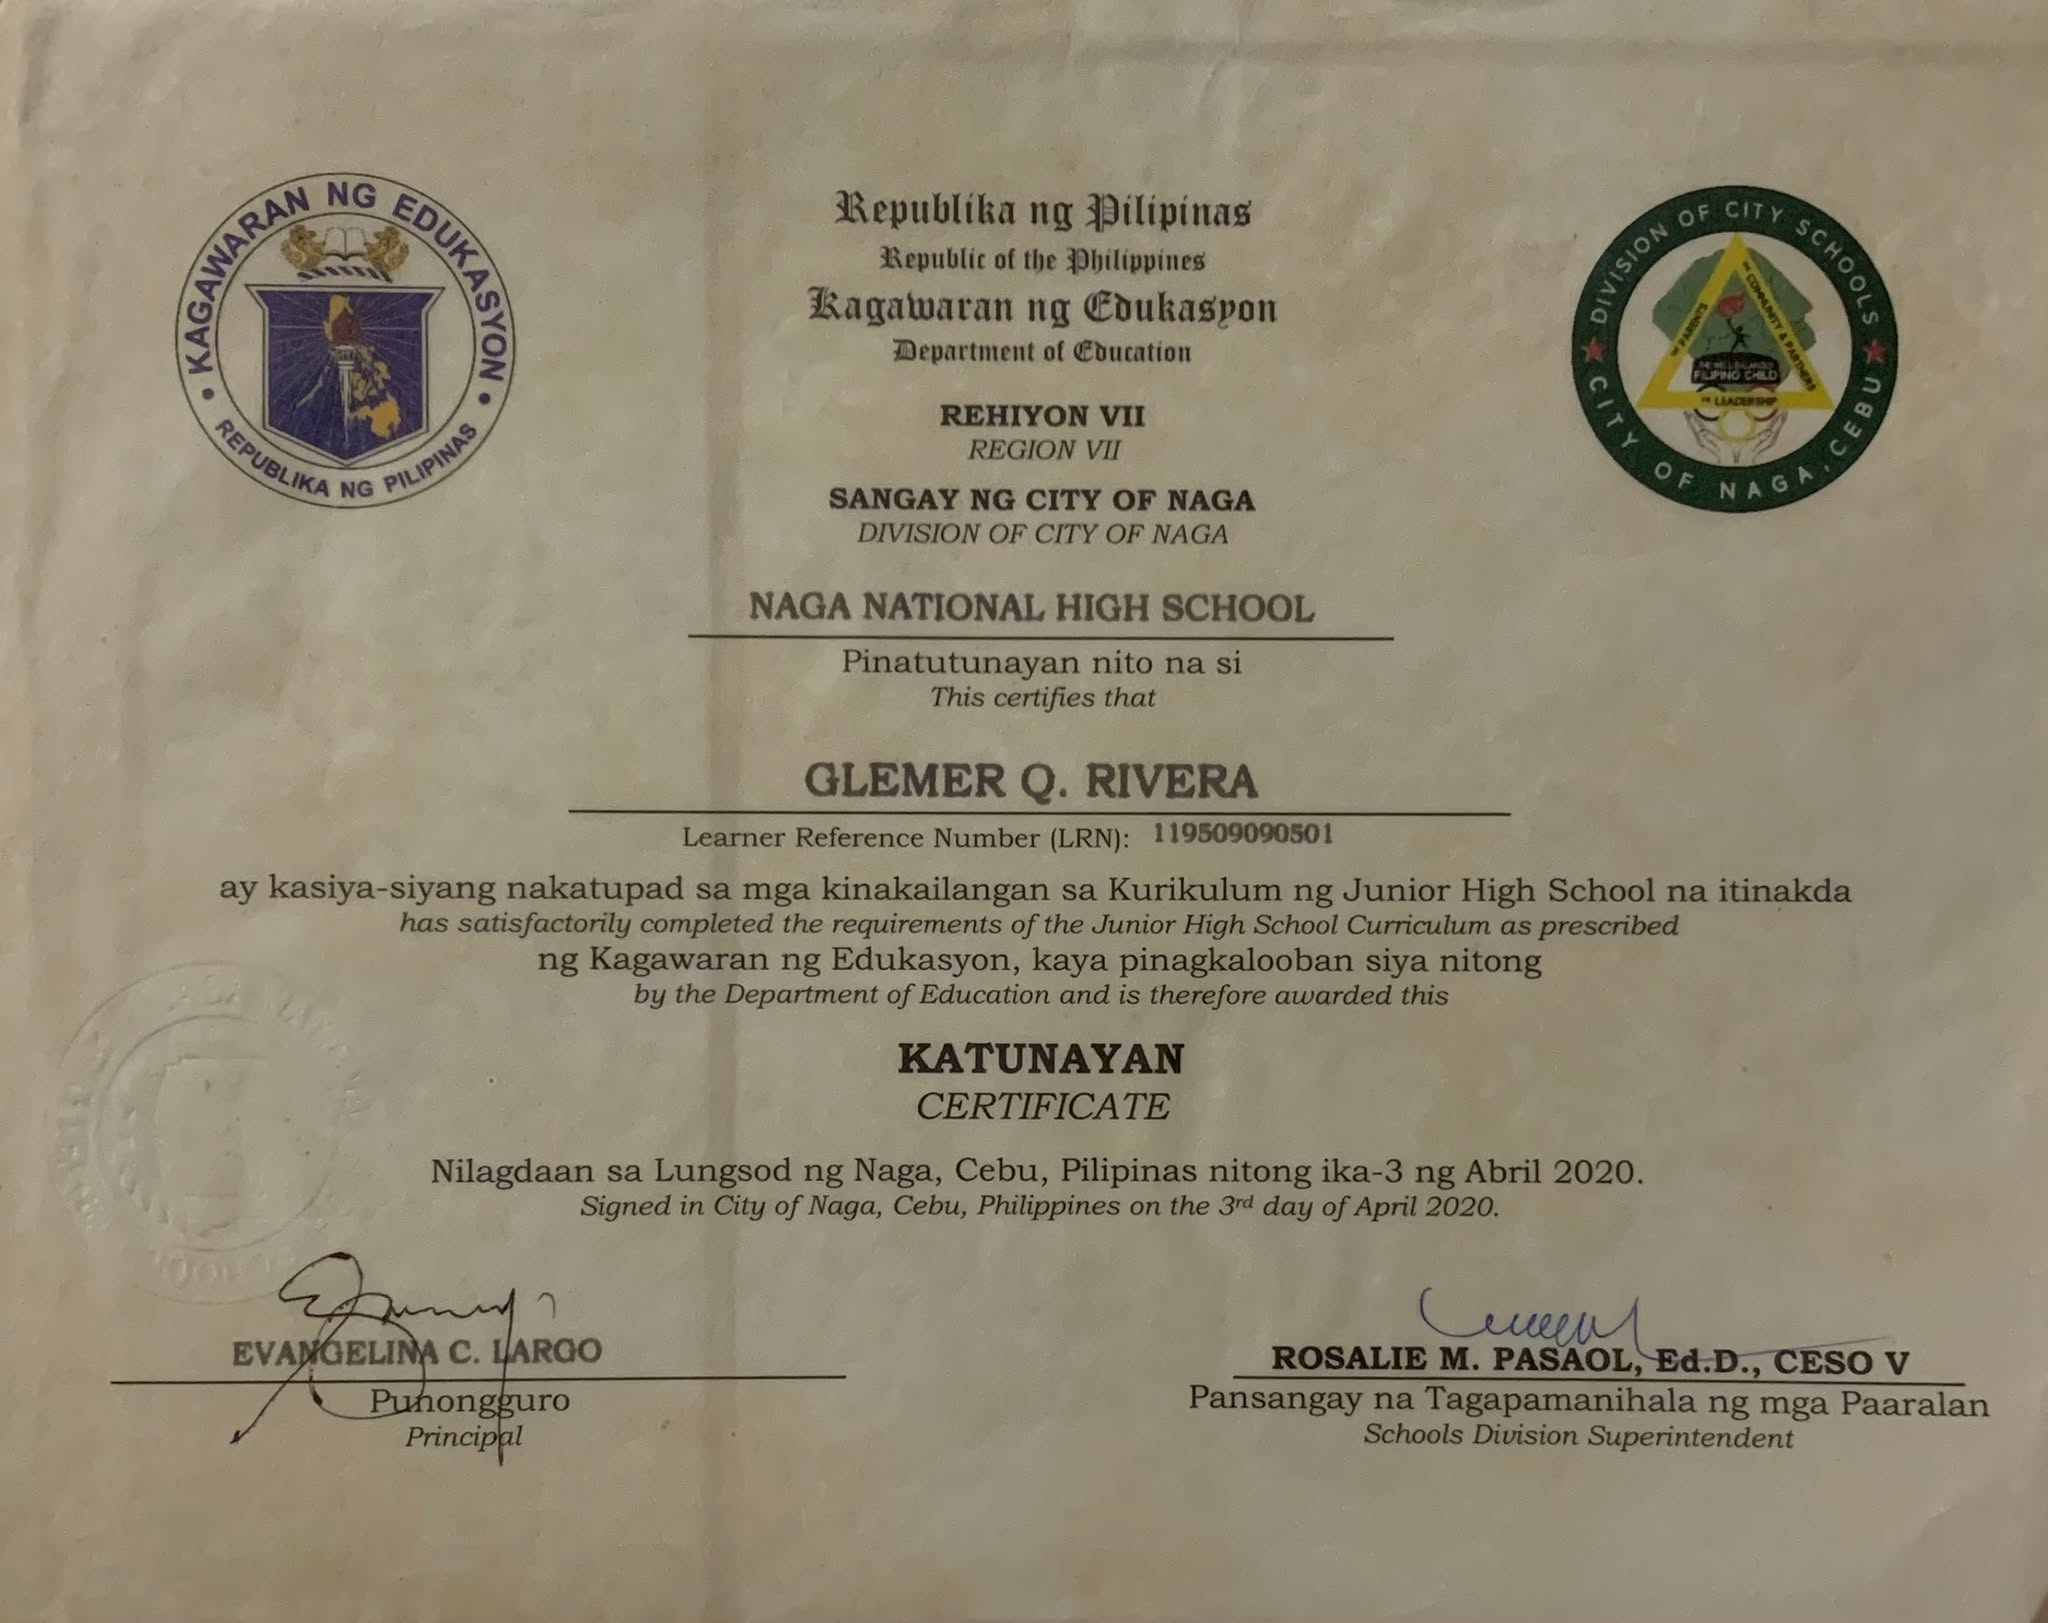 KAGAWARAN NG EDUKASYON
REPUBLIKA NG PILIPINAS
Republika ng Pilipinas
Republic of the Philippines
Kagawaran ng Edukasyon
Department of Education
REHIYON VII
REGION VII
SANGAY NG CITY OF NAGA
DIVISION OF CITY OF NAGA
DIVISION OF CITY SCHOOLS
CITY OF NAGA, CEBU
PARENTS
COMMUNITY & PARTNERS
FILIPINO CHILD
LEADERSHIP
NAGA NATIONAL HIGH SCHOOL
Pinatutunayan nito na si
This certifies that
GLEMER Q. RIVERA
Learner Reference Number (LRN): 119509090501
ay kasiya-siyang nakatupad sa mga kinakailangan sa Kurikulum ng Junior High School na itinakda
has satisfactorily completed the requirements of the Junior High School Curriculum as prescribed
ng Kagawaran ng Edukasyon, kaya pinagkalooban siya nitong
by the Department of Education and is therefore awarded this
KATUNAYAN
CERTIFICATE
Nilagdaan sa Lungsod ng Naga, Cebu, Pilipinas nitong ika-3 ng Abril 2020.
Signed in City of Naga, Cebu, Philippines on the 3rd day of April 2020.
EVANGELINA C. LARGO
Punongguro
Principal
ROSALIE M. PASAOL, Ed.D., CESO V
Pansangay na Tagapamanihala ng mga Paaralan
Schools Division Superintendent